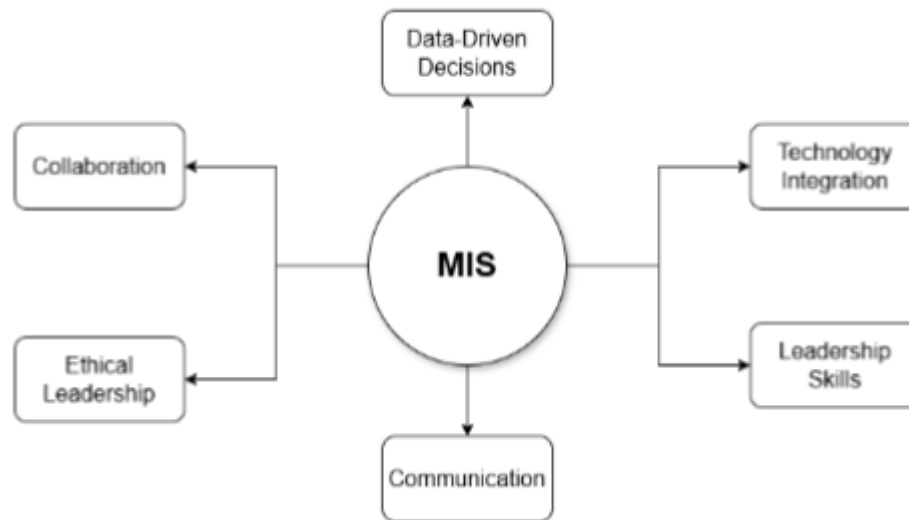 Data-Driven
Decisions
Collaboration
Technology
Integration
MIS
Ethical
Leadership
Leadership
Skills
Communication